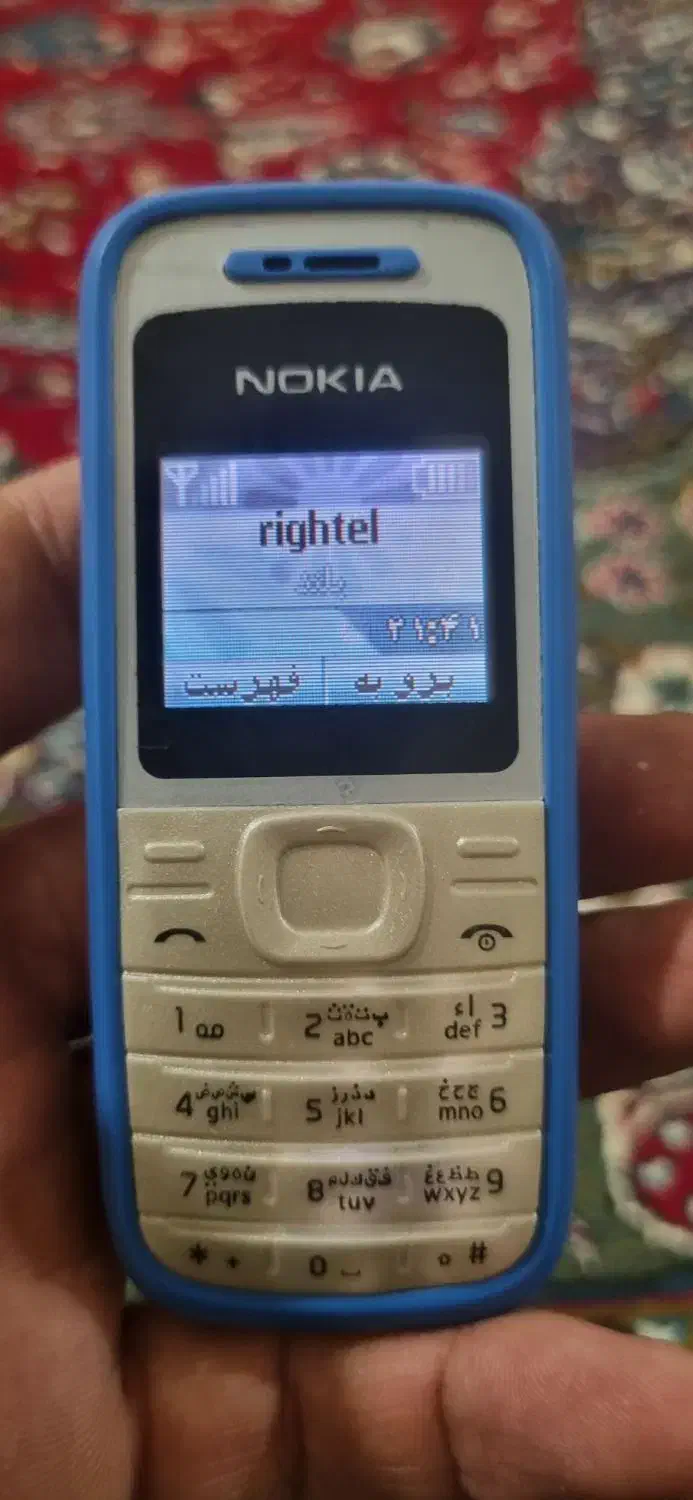 NOKIA
rightel
بلند
۲۱:۴۱
فهرست برو به
1
2 abc
def 3
4 ghi
5 jkl
mno 6
7 pqrs
8 tuv
wxyz 9
* +
0
#